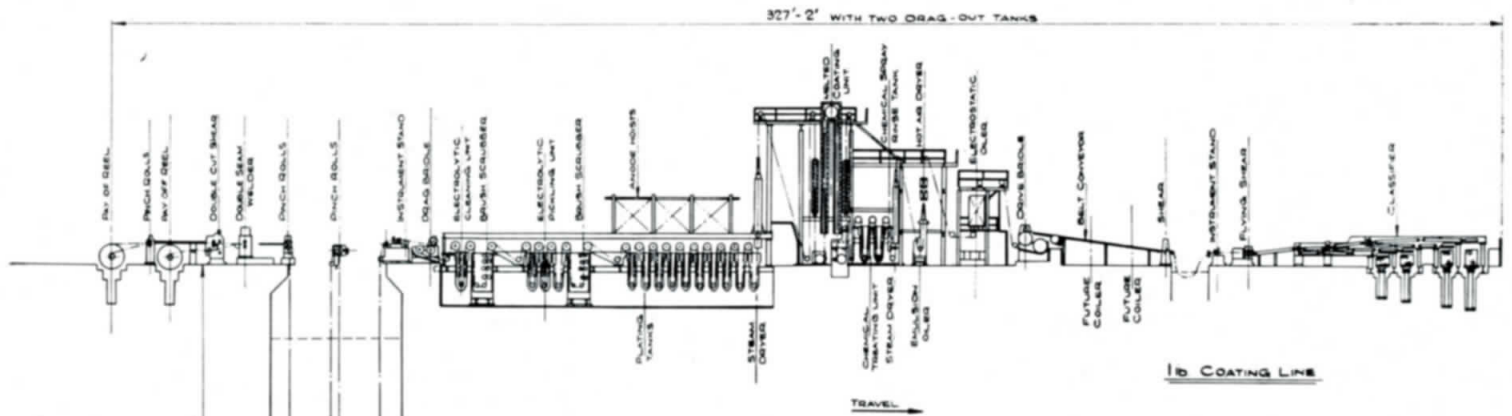 327'-2" WITH TWO DRAG-OUT TANKS
PAY OF REEL
PINCH ROLLS
PAY OFF REEL
DOUBLE CUT SHEAR
DOUBLE SEAM
WELDER
PINCH ROLLS
PINCH ROLLS
INSTRUMENT STAND
DRAG BRIDLE
ELECTROLYTIC
CLEANING UNIT
BRUSH SCRUBBER
ELECTROLYTIC
PICKLING UNIT
BRUSH SCRUBBER
ANODE HOISTS
MELTED
COATING
UNIT
CHEMICAL SPRAY
RINSE TANK
HOT AIR DRYER
ELECTROSTATIC
OILER
DRIVE BRIDLE
BELT CONVEYOR
SHEAR
INSTRUMENT STAND
FLYING SHEAR
CLASSIFIER
PLATING
TANKS
STEAM
DRYER
CHEMICAL
TREATING UNIT
STEAM DRYER
EMULSION
OILER
FUTURE
COILER
FUTURE
COILER
1lb COATING LINE
TRAVEL